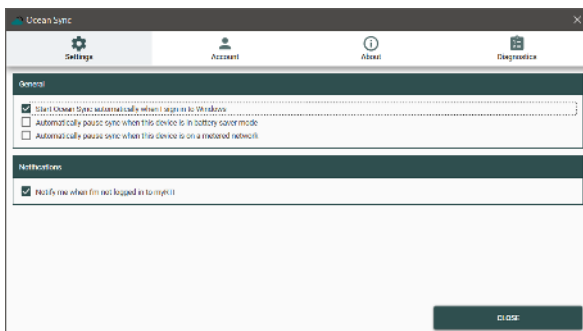 Ocean Sync
Settings
Account
About
Diagnostics
General
Start Ocean Sync automatically when I sign in to Windows
Automatically pause sync when this device is in battery saver mode
Automatically pause sync when this device is on a metered network
Notifications
Notify me when I'm not logged in to
CLOSE